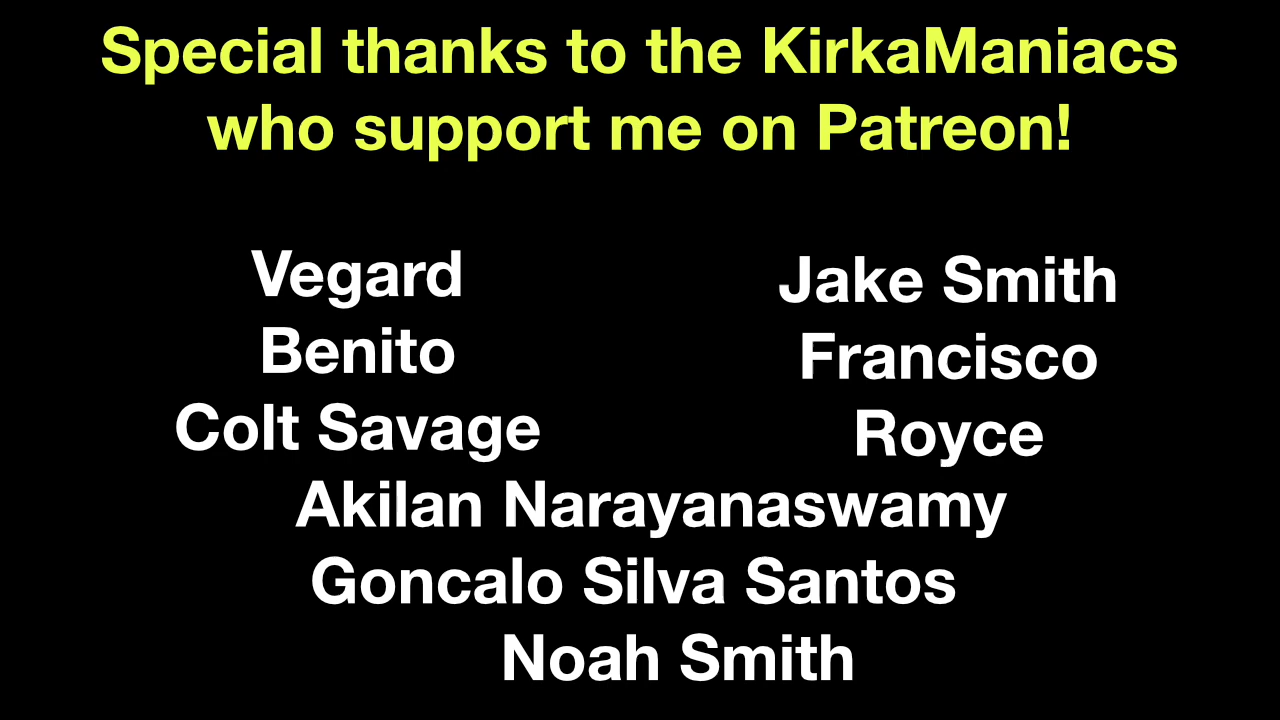 Special thanks to the KirkaManiacs
who support me on Patreon!
Vegard
Benito
Colt Savage
Jake Smith
Francisco
Royce
Akilan Narayanaswamy
Goncalo Silva Santos
Noah Smith